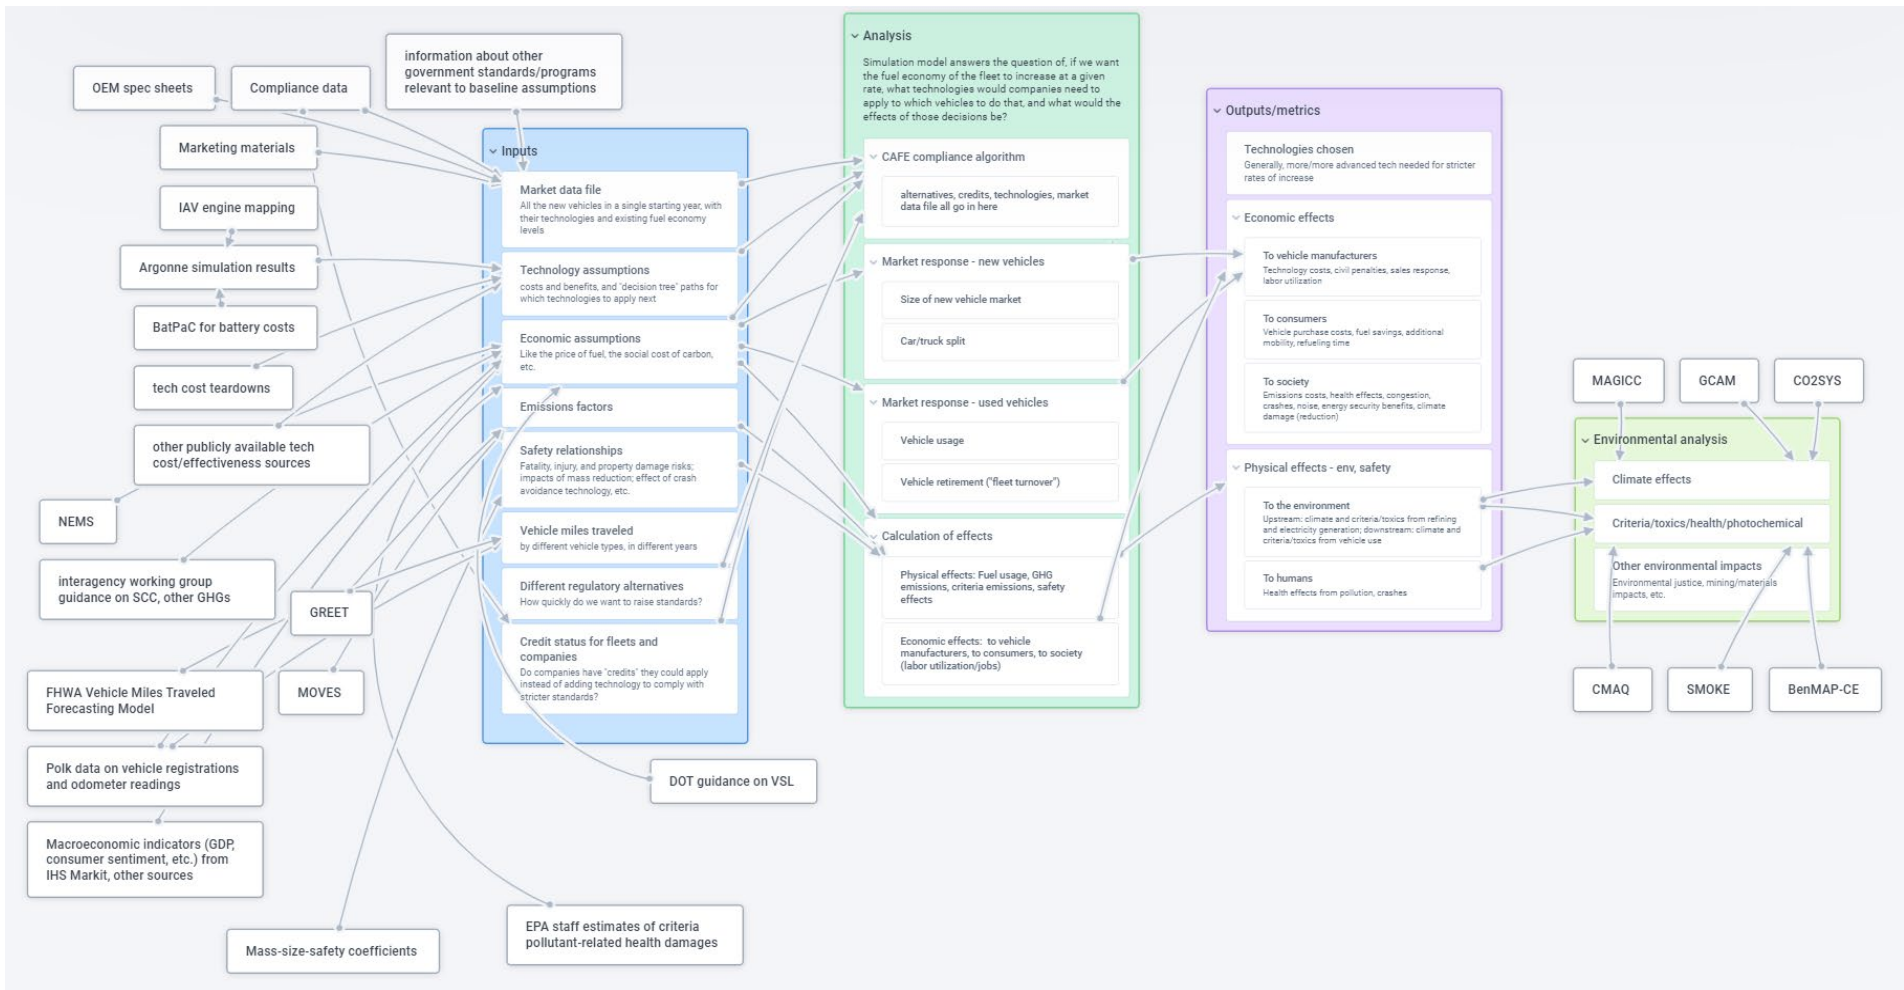 OEM spec sheets
Compliance data
information about other
government standards/programs
relevant to baseline assumptions
Marketing materials
IAV engine mapping
Argonne simulation results
BatPaC for battery costs
tech cost teardowns
other publicly available tech
cost/effectiveness sources
NEMS
interagency working group
guidance on SCC, other GHGs
GREET
FHWA Vehicle Miles Traveled
Forecasting Model
MOVES
Polk data on vehicle registrations
and odometer readings
Macroeconomic indicators (GDP,
consumer sentiment, etc.) from
IHS Markit, other sources
Mass-size-safety coefficients
EPA staff estimates of criteria
pollutant-related health damages
DOT guidance on VSL
Inputs
Market data file
All the new vehicles in a single starting year, with
their technologies and existing fuel economy
levels
Technology assumptions
costs and benefits, and "decision tree" paths for
which technologies to apply next
Economic assumptions
Like the price of fuel, the social cost of carbon,
etc.
Emissions factors
Safety relationships
Fatality, injury, and property damage risks;
impacts of mass reduction; effect of crash
avoidance technology, etc.
Vehicle miles traveled
by different vehicle types, in different years
Different regulatory alternatives
How quickly do we want to raise standards?
Credit status for fleets and
companies
Do companies have "credits" they could apply
instead of adding technology to comply with
stricter standards?
Analysis
Simulation model answers the question of, if we want
the fuel economy of the fleet to increase at a given
rate, what technologies would companies need to
apply to which vehicles to do that, and what would the
effects of those decisions be?
CAFE compliance algorithm
alternatives, credits, technologies, market
data file all go in here
Market response - new vehicles
Size of new vehicle market
Car/truck split
Market response - used vehicles
Vehicle usage
Vehicle retirement ("fleet turnover")
Calculation of effects
Physical effects: Fuel usage, GHG
emissions, criteria emissions, safety
effects
Economic effects: to vehicle
manufacturers, to consumers, to society
(labor utilization/jobs)
Outputs/metrics
Technologies chosen
Generally, more/more advanced tech needed for stricter
rates of increase
Economic effects
To vehicle manufacturers
Technology costs, civil penalties, sales response,
labor utilization
To consumers
Vehicle purchase costs, fuel savings, additional
mobility, refueling time
To society
Emissions costs, health effects, congestion,
crashes, noise, energy security benefits, climate
damage (reduction)
Physical effects - env, safety
To the environment
Upstream: climate and criteria/toxics from refining
and electricity generation; downstream: climate and
criteria/toxics from vehicle use
To humans
Health effects from pollution, crashes
MAGICC
GCAM
CO2SYS
Environmental analysis
Climate effects
Criteria/toxics/health/photochemical
Other environmental impacts
Environmental justice, mining/materials
impacts, etc.
CMAQ
SMOKE
BenMAP-CE